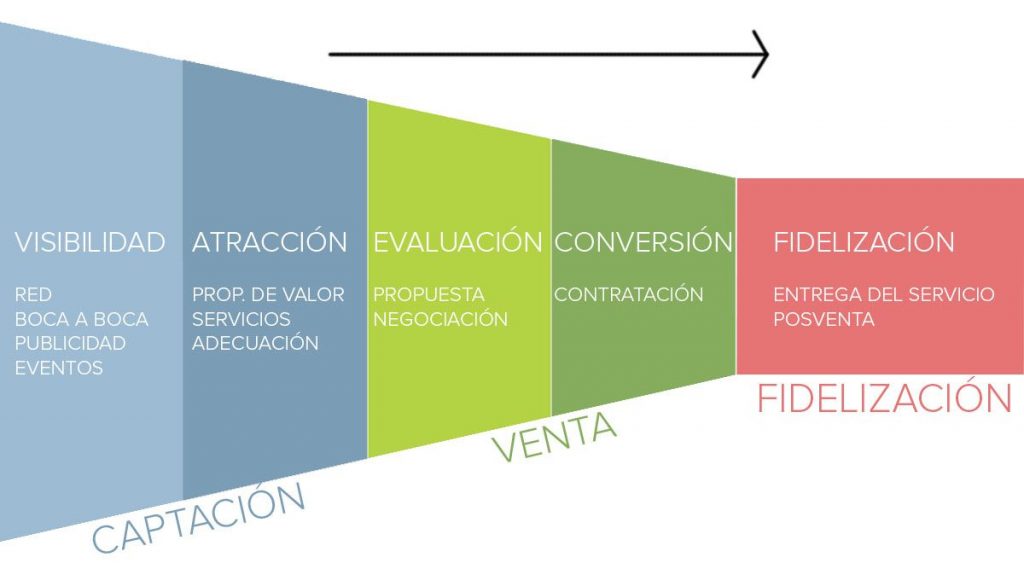 VISIBILIDAD
RED
BOCA A BOCA
PUBLICIDAD
EVENTOS
ATRACCIÓN
PROP. DE VALOR
SERVICIOS
ADECUACIÓN
EVALUACIÓN
PROPUESTA
NEGOCIACIÓN
CONVERSIÓN
CONTRATACIÓN
FIDELIZACIÓN
ENTREGA DEL SERVICIO
POSVENTA
CAPTACIÓN
VENTA
FIDELIZACIÓN